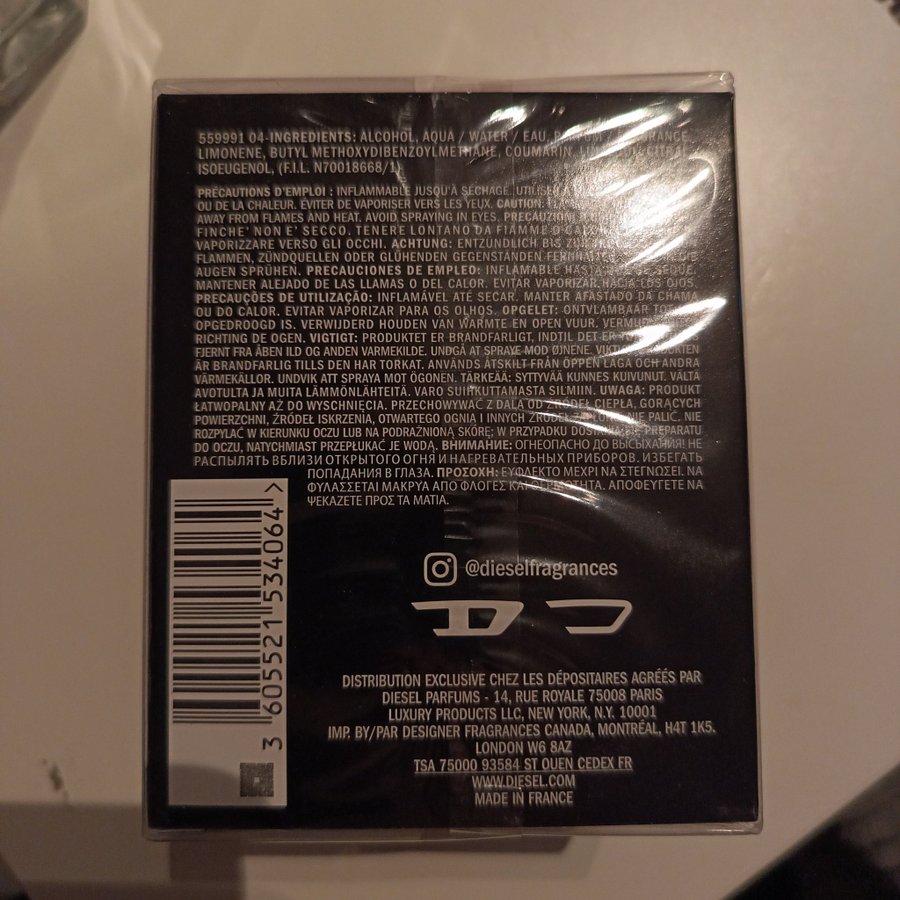 559991 04-INGREDIENTS: ALCOHOL, AQUA / WATER / EAU,
LIMONENE, BUTYL METHOXYDIBENZOYLMETHANE, COUMARIN, CITRAL,
ISOEUGENOL, (F.I.L. N70018668/1)
PRÉCAUTIONS D'EMPLOI : INFLAMMABLE JUSQU'À SÉCHAGE. UTILISER À
OU DE LA CHALEUR. ÉVITER DE VAPORISER VERS LES YEUX. CAUTION:
AWAY FROM FLAMES AND HEAT. AVOID SPRAYING IN EYES. PRECAUZIONI
FINCHE' NON E' SECCO. TENERE LONTANO DA FIAMME O
VAPORIZZARE VERSO GLI OCCHI. ACHTUNG: ENTZÜNDLICH BIS
FLAMMEN, ZÜNDQUELLEN ODER GLÜHENDEN GEGENSTÄNDEN DIE
AUGEN SPRÜHEN. PRECAUCIONES DE EMPLEO: INFLAMABLE HASTA SEQUE.
MANTENER ALEJADO DE LAS LLAMAS O DEL CALOR. EVITAR VAPORIZAR HACIA LOS OJOS.
PRECAUÇÕES DE UTILIZAÇÃO: INFLAMÁVEL ATÉ SECAR. MANTER AFASTADO DA CHAMA
OU DO CALOR. EVITAR VAPORIZAR PARA OS OLHOS. OPGELET: ONTVLAMBAAR
OPGEDROOGD IS. VERWIJDERD HOUDEN VAN WARMTE EN OPEN VUUR.
RICHTING DE OGEN. VIGTIGT: PRODUKTET ER BRANDFARLIGT, INDTIL DET ER
FJERNT FRA ÅBEN ILD OG ANDEN VARMEKILDE. UNDGÅ AT SPRAYE MOD ØJNENE.
ÄR BRANDFARLIG TILLS DEN HAR TORKAT. ANVÄNDS ÅTSKILT FRÅN ÖPPEN LÅGA OCH ANDRA
VÄRMEKÄLLOR. UNDVIK ATT SPRAYA MOT ÖGONEN. TÄRKEÄÄ: SYTTYVÄÄ KUNNES KUIVUNUT. VÄLTÄ
AVOTULTA JA MUITA LÄMMÖNLÄHTEITÄ. VARO SUIHKUTTAMASTA SILMIIN. UWAGA: PRODUKT
ŁATWOPALNY AŻ DO WYSCHNIĘCIA. PRZECHOWYWAĆ Z DALA OD ŹRÓDEŁ CIEPŁA, GORĄCYCH
POWIERZCHNI, ŹRÓDEŁ ISKRZENIA, OTWARTEGO OGNIA I INNYCH ŹRÓDEŁ NIE PALIĆ. NIE
ROZPYLAĆ W KIERUNKU OCZU LUB NA PODRAŻNIONĄ SKÓRĘ; W PRZYPADKU DOSTANIA SIĘ PREPARATU
DO OCZU, NATYCHMIAST PRZEPŁUKAĆ JE WODĄ. ВНИМАНИЕ: ОГНЕОПАСНО ДО ВЫСЫХАНИЯ! НЕ
РАСПЫЛЯТЬ ВБЛИЗИ ОТКРЫТОГО ОГНЯ И НАГРЕВАТЕЛЬНЫХ ПРИБОРОВ. ИЗБЕГАТЬ
ПОПАДАНИЯ В ГЛАЗА. ΠΡΟΣΟΧΗ: ΕΥΦΛΕΚΤΟ ΜΕΧΡΙ ΝΑ ΣΤΕΓΝΩΣΕΙ. ΝΑ
ΦΥΛΑΣΣΕΤΑΙ ΜΑΚΡΥΑ ΑΠΟ ΦΛΟΓΕΣ ΚΑΙ ΘΕΡΜΟΤΗΤΑ. ΑΠΟΦΕΥΓΕΤΕ ΝΑ
ΨΕΚΑΖΕΤΕ ΠΡΟΣ ΤΑ ΜΑΤΙΑ.
3 605521 534064 >
@dieselfragrances
D
DISTRIBUTION EXCLUSIVE CHEZ LES DÉPOSITAIRES AGRÉÉS PAR
DIESEL PARFUMS - 14, RUE ROYALE 75008 PARIS
LUXURY PRODUCTS LLC, NEW YORK, N.Y. 10001
IMP. BY/PAR DESIGNER FRAGRANCES CANADA, MONTRÉAL, H4T 1K5.
LONDON W6 8AZ
TSA 75000 93584 ST OUEN CEDEX FR
WWW.DIESEL.COM
MADE IN FRANCE